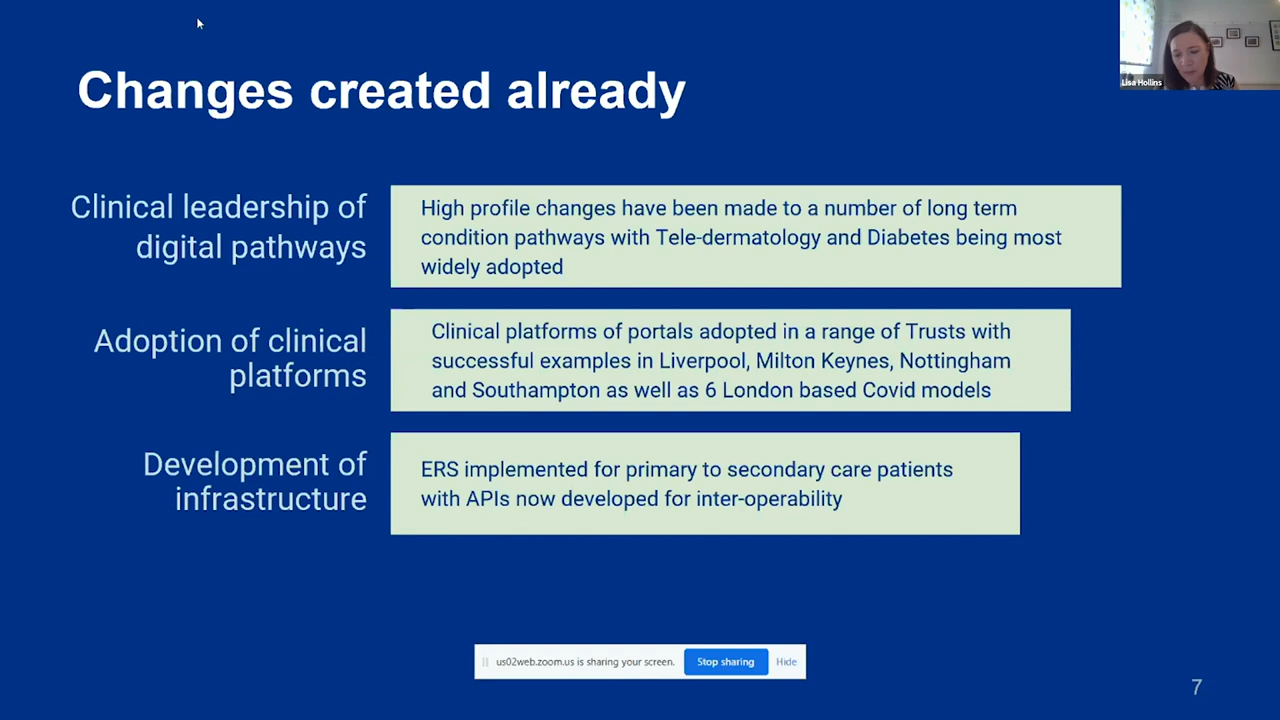 Changes created already
Lisa Hollins
Clinical leadership of
digital pathways
High profile changes have been made to a number of long term
condition pathways with Tele-dermatology and Diabetes being most
widely adopted
Adoption of clinical
platforms
Clinical platforms of portals adopted in a range of Trusts with
successful examples in Liverpool, Milton Keynes, Nottingham
and Southampton as well as 6 London based Covid models
Development of
infrastructure
ERS implemented for primary to secondary care patients
with APIs now developed for inter-operability
us02web.zoom.us is sharing your screen.
Stop sharing
Hide
7